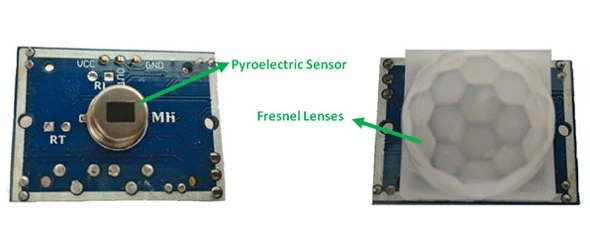 VCC
OUT
GND
RL
Pyroelectric Sensor
MH
RT
Fresnel Lenses